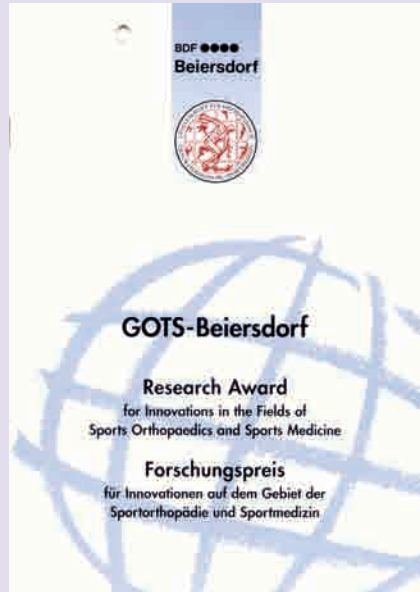 BDF ●●●●
Beiersdorf
GOTS-Beiersdorf
Research Award
for Innovations in the Fields of
Sports Orthopaedics and Sports Medicine
Forschungspreis
für Innovationen auf dem Gebiet der
Sportorthopädie und Sportmedizin